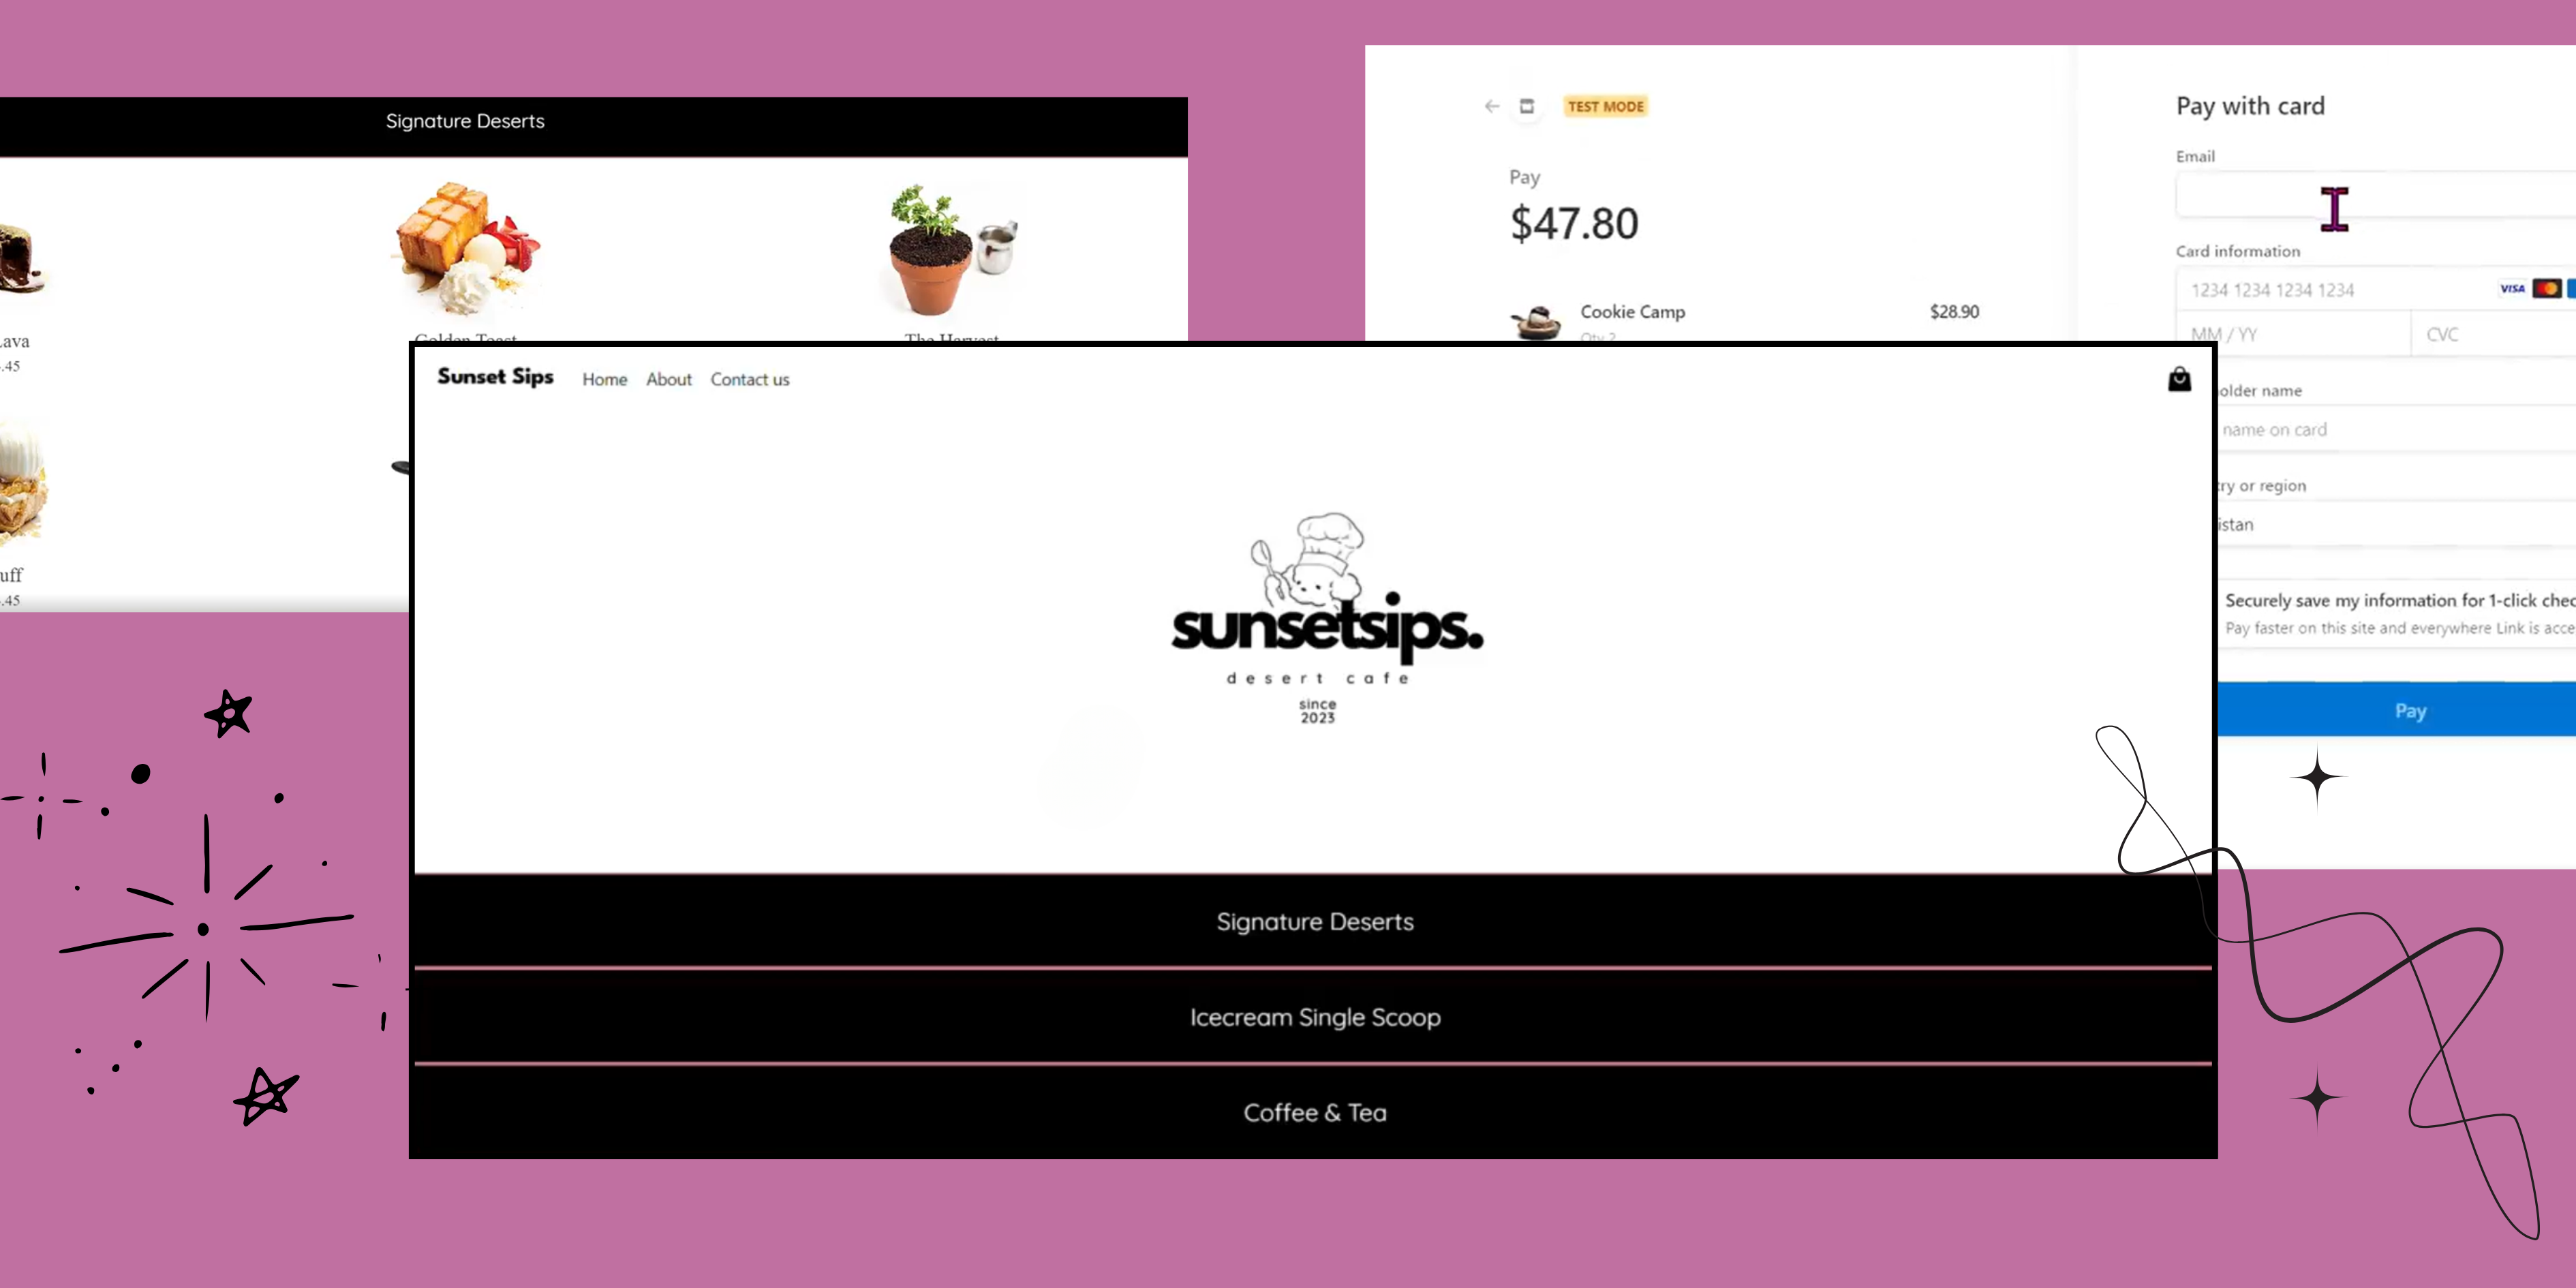 Signature Deserts
.ava
.45
Golden Toast
The Harvest
uff
.45
TEST MODE
Pay
$47.80
Cookie Camp $28.90
Qty 2
Pay with card
Email
Card information
1234 1234 1234 1234 VISA
MM / YY CVC
older name
name on card
ry or region
istan
Securely save my information for 1-click chec
Pay faster on this site and everywhere Link is acce
Pay
Sunset Sips Home About Contact us
sunsetsips.
desert cafe
since
2023
Signature Deserts
Icecream Single Scoop
Coffee & Tea